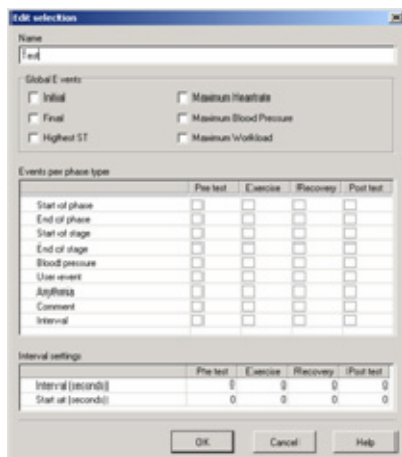 Edit selection
Name
Test
Global Events
Initial Maximum Heartrate
Final Maximum Blood Pressure
Highest ST Maximum Workload
Events per phase type
Pre test Exercise Recovery Post test
Start of phase
End of phase
Start of stage
End of stage
Blood pressure
User event
Arrythmia
Comment
Interval
Interval settings
Pre test Exercise Recovery Post test
Interval (seconds) 0 0 0 0
Start at (seconds) 0 0 0 0
OK Cancel Help